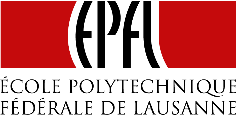 EPFL
ÉCOLE POLYTECHNIQUE
FÉDÉRALE DE LAUSANNE